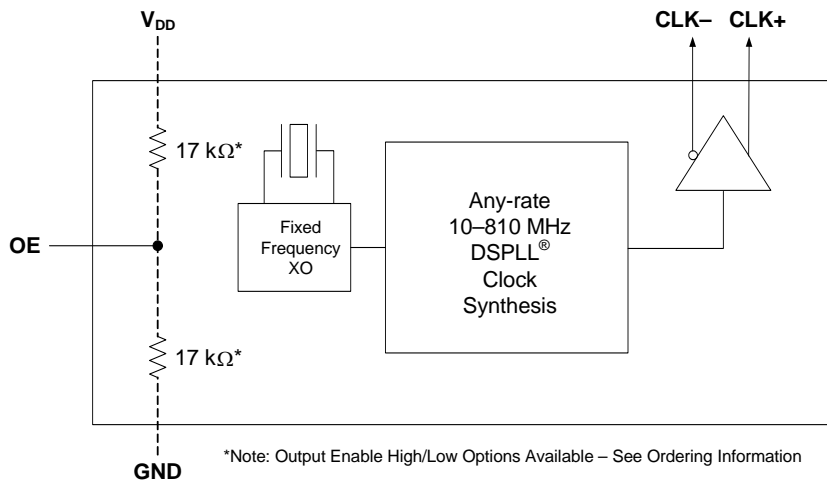 V_DD
CLK– CLK+
17 kΩ*
Fixed
Frequency
XO
Any-rate
10–810 MHz
DSPLL®
Clock
Synthesis
OE
17 kΩ*
*Note: Output Enable High/Low Options Available – See Ordering Information
GND